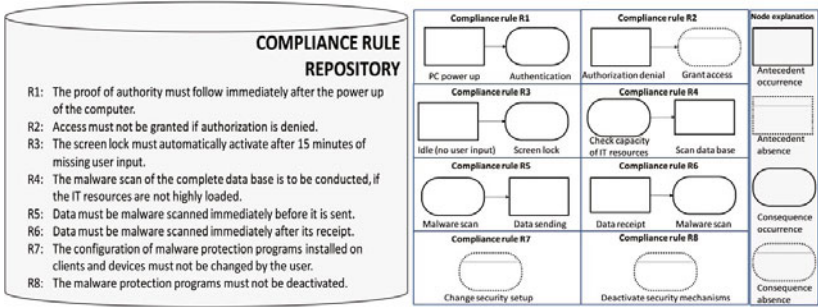 COMPLIANCE RULE
REPOSITORY
R1: The proof of authority must follow immediately after the power up
of the computer.
R2: Access must not be granted if authorization is denied.
R3: The screen lock must automatically activate after 15 minutes of
missing user input.
R4: The malware scan of the complete data base is to be conducted, if
the IT resources are not highly loaded.
R5: Data must be malware scanned immediately before it is sent.
R6: Data must be malware scanned immediately after its receipt.
R7: The configuration of malware protection programs installed on
clients and devices must not be changed by the user.
R8: The malware protection programs must not be deactivated.
Compliance rule R1
PC power up
Authentication
Compliance rule R2
Authorization denial
Grant access
Compliance rule R3
Idle (no user input)
Screen lock
Compliance rule R4
Check capacity
of IT resources
Scan data base
Compliance rule R5
Malware scan
Data sending
Compliance rule R6
Data receipt
Malware scan
Compliance rule R7
Change security setup
Compliance rule R8
Deactivate security mechanisms
Node explanation
Antecedent
occurrence
Antecedent
absence
Consequence
occurrence
Consequence
absence